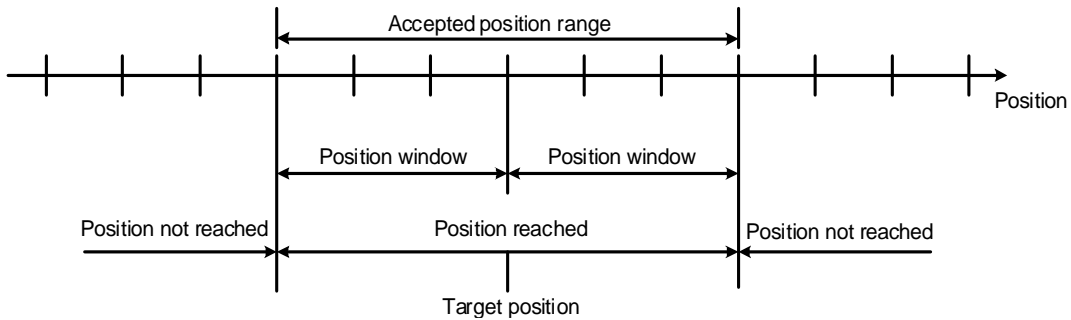 Accepted position range
Position
Position window
Position window
Position not reached
Position reached
Position not reached
Target position